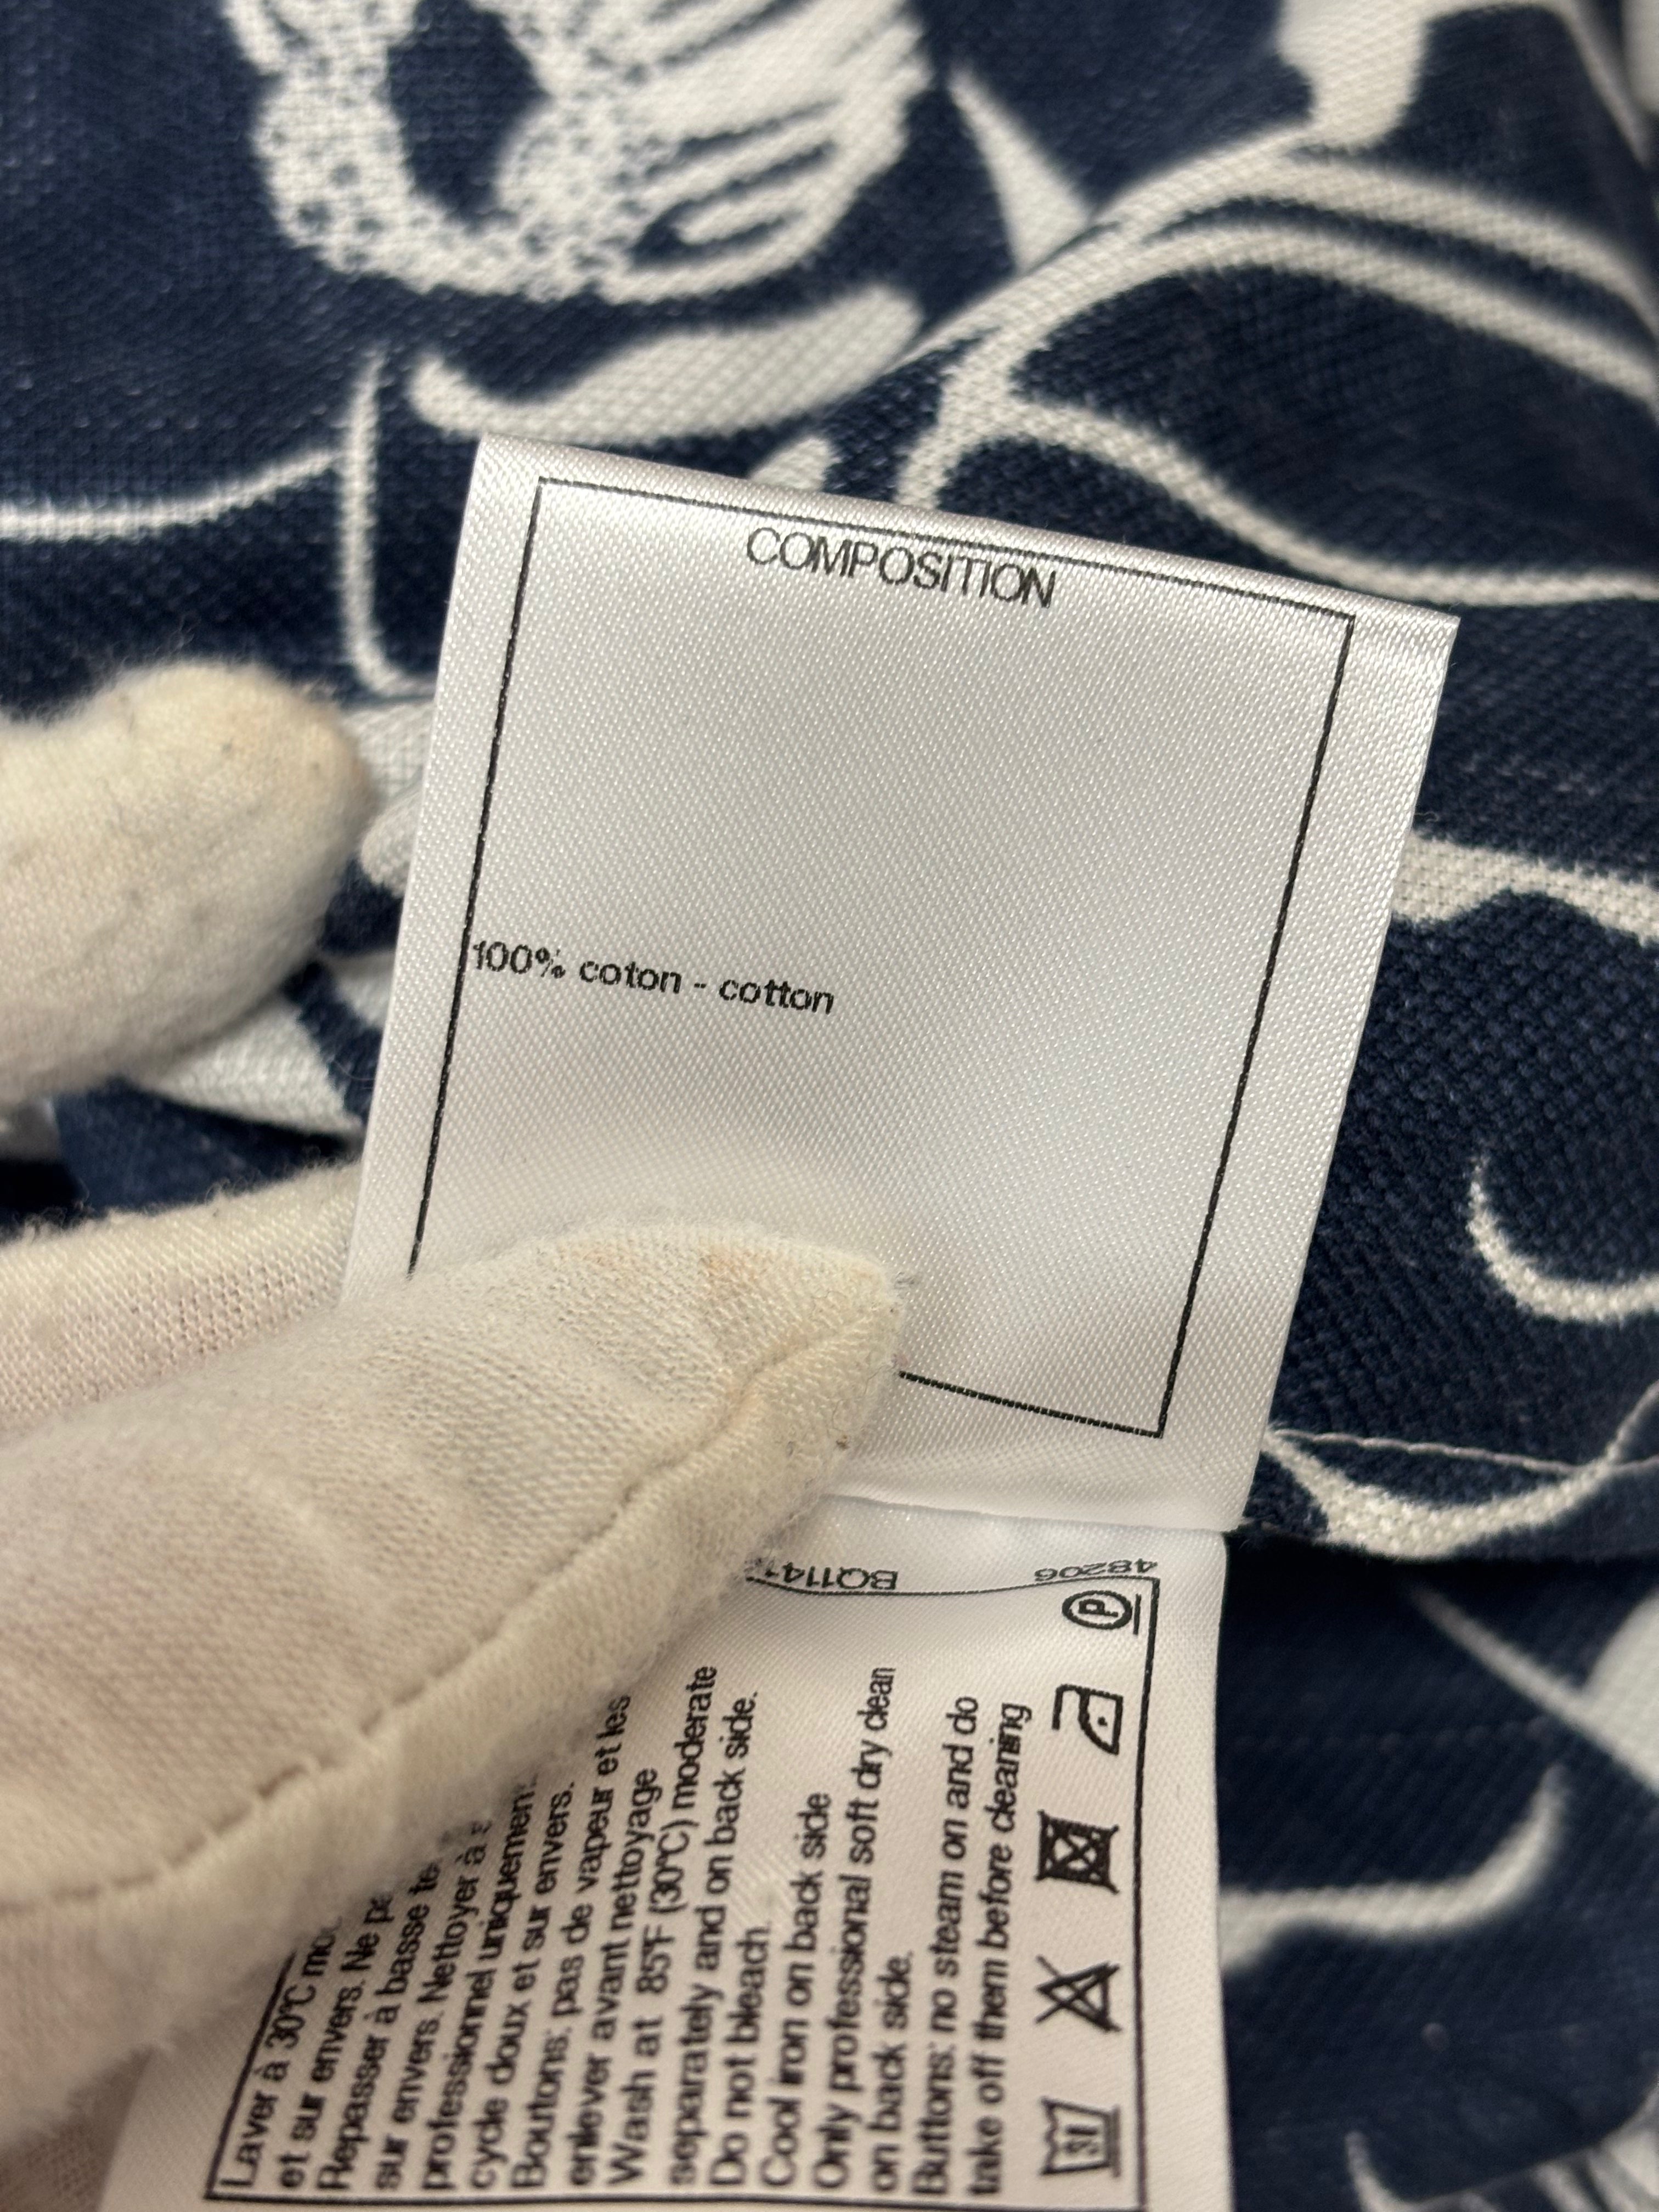 COMPOSITION
100% coton - cotton
48206
BQ114
Laver à 30°C
et sur envers. Ne
Repasser à basse
sur envers. Nettoyer à
professionnel uniquement
cycle doux et sur envers.
Boutons: pas de vapeur et les
enlever avant nettoyage
Wash at 85°F (30°C) moderate
separately and on back side.
Do not bleach.
Cool iron on back side
Only professional soft dry clean
on back side.
Buttons: no steam on and do
take off them before cleaning
P